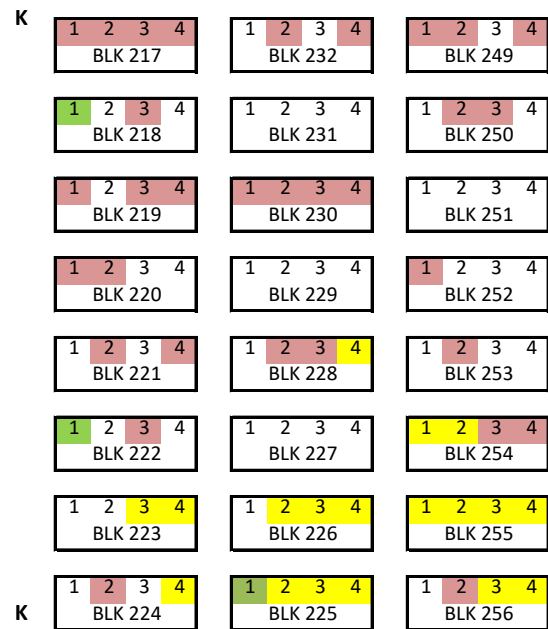 K
1 2 3 4 1 2 3 4 1 2 3 4
BLK 217 BLK 232 BLK 249
1 2 3 4 1 2 3 4 1 2 3 4
BLK 218 BLK 231 BLK 250
1 2 3 4 1 2 3 4 1 2 3 4
BLK 219 BLK 230 BLK 251
1 2 3 4 1 2 3 4 1 2 3 4
BLK 220 BLK 229 BLK 252
1 2 3 4 1 2 3 4 1 2 3 4
BLK 221 BLK 228 BLK 253
1 2 3 4 1 2 3 4 1 2 3 4
BLK 222 BLK 227 BLK 254
1 2 3 4 1 2 3 4 1 2 3 4
BLK 223 BLK 226 BLK 255
1 2 3 4 1 2 3 4 1 2 3 4
K BLK 224 BLK 225 BLK 256